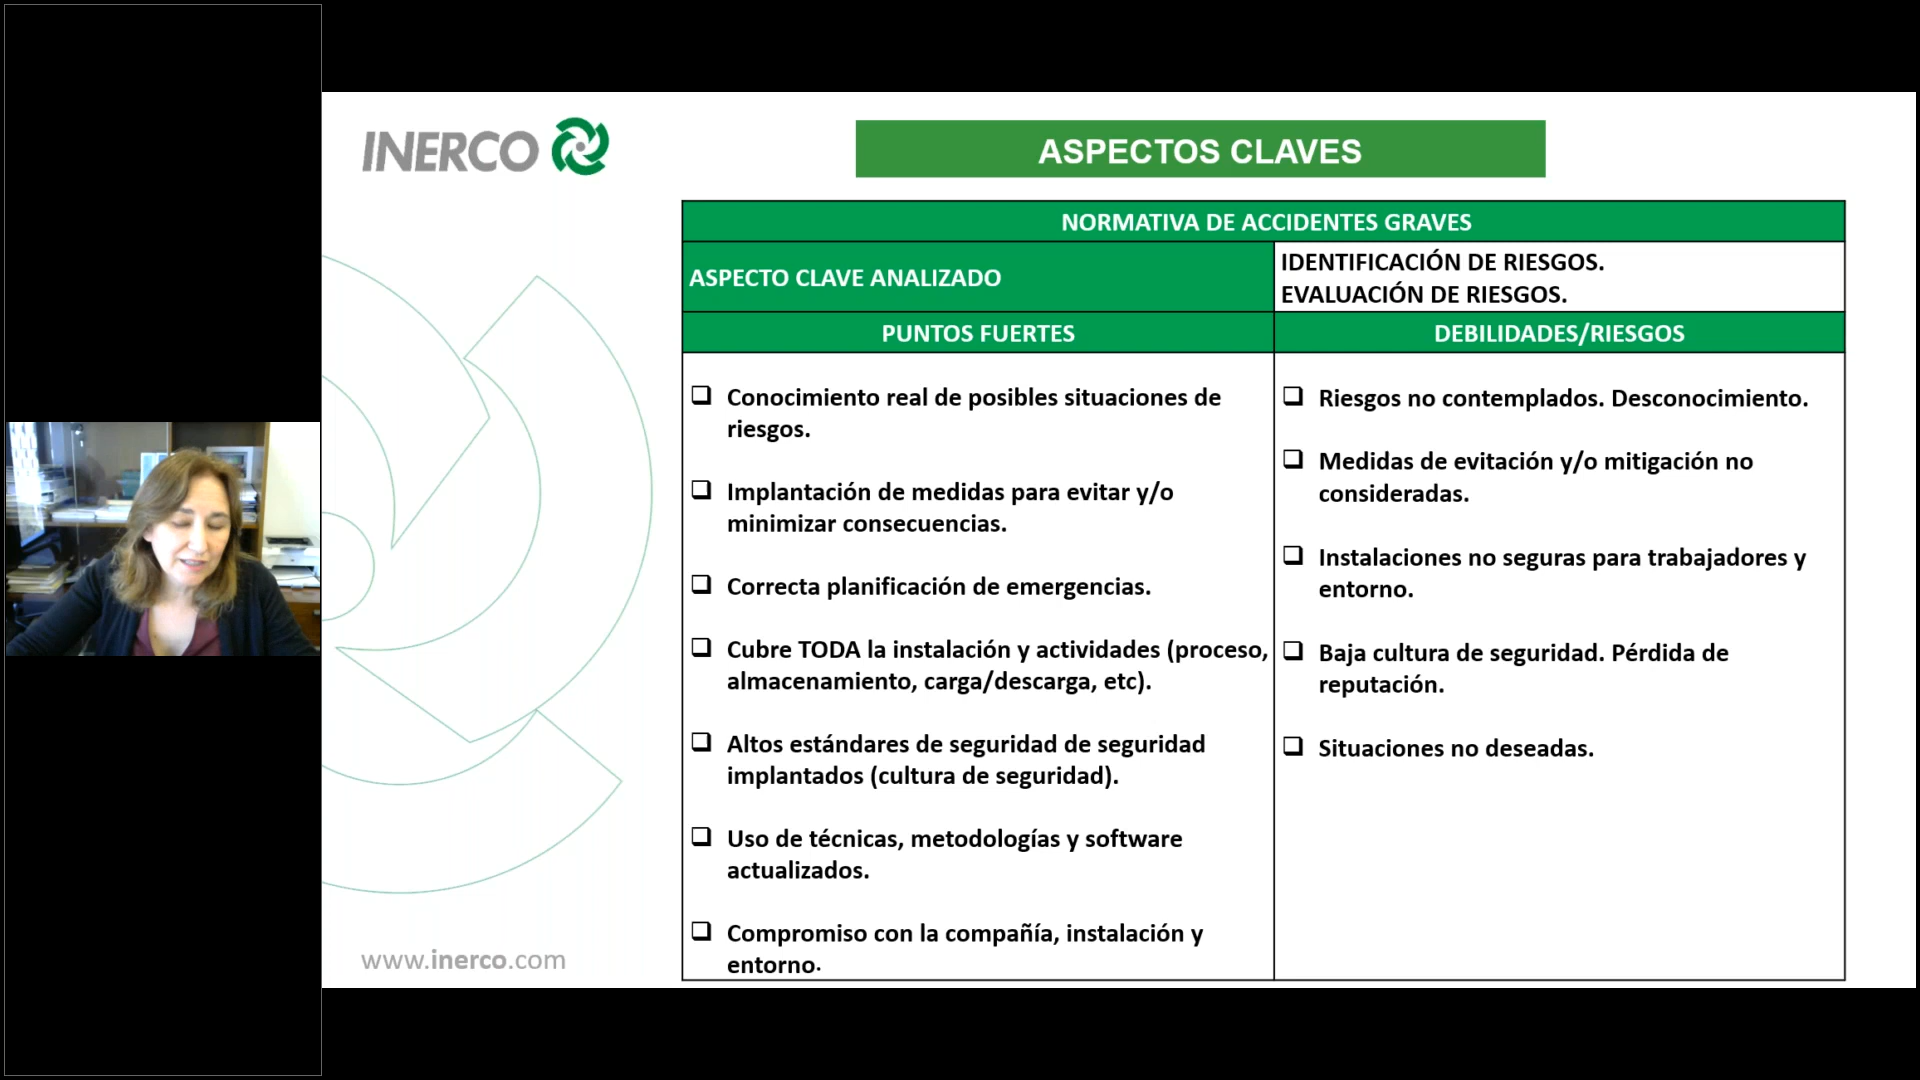 INERCO
ASPECTOS CLAVES
NORMATIVA DE ACCIDENTES GRAVES
ASPECTO CLAVE ANALIZADO
IDENTIFICACIÓN DE RIESGOS.
EVALUACIÓN DE RIESGOS.
PUNTOS FUERTES
DEBILIDADES/RIESGOS
Conocimiento real de posibles situaciones de
riesgos.
Implantación de medidas para evitar y/o
minimizar consecuencias.
Correcta planificación de emergencias.
Cubre TODA la instalación y actividades (proceso,
almacenamiento, carga/descarga, etc).
Altos estándares de seguridad de seguridad
implantados (cultura de seguridad).
Uso de técnicas, metodologías y software
actualizados.
Compromiso con la compañía, instalación y
entorno.
Riesgos no contemplados. Desconocimiento.
Medidas de evitación y/o mitigación no
consideradas.
Instalaciones no seguras para trabajadores y
entorno.
Baja cultura de seguridad. Pérdida de
reputación.
Situaciones no deseadas.
www.inerco.com